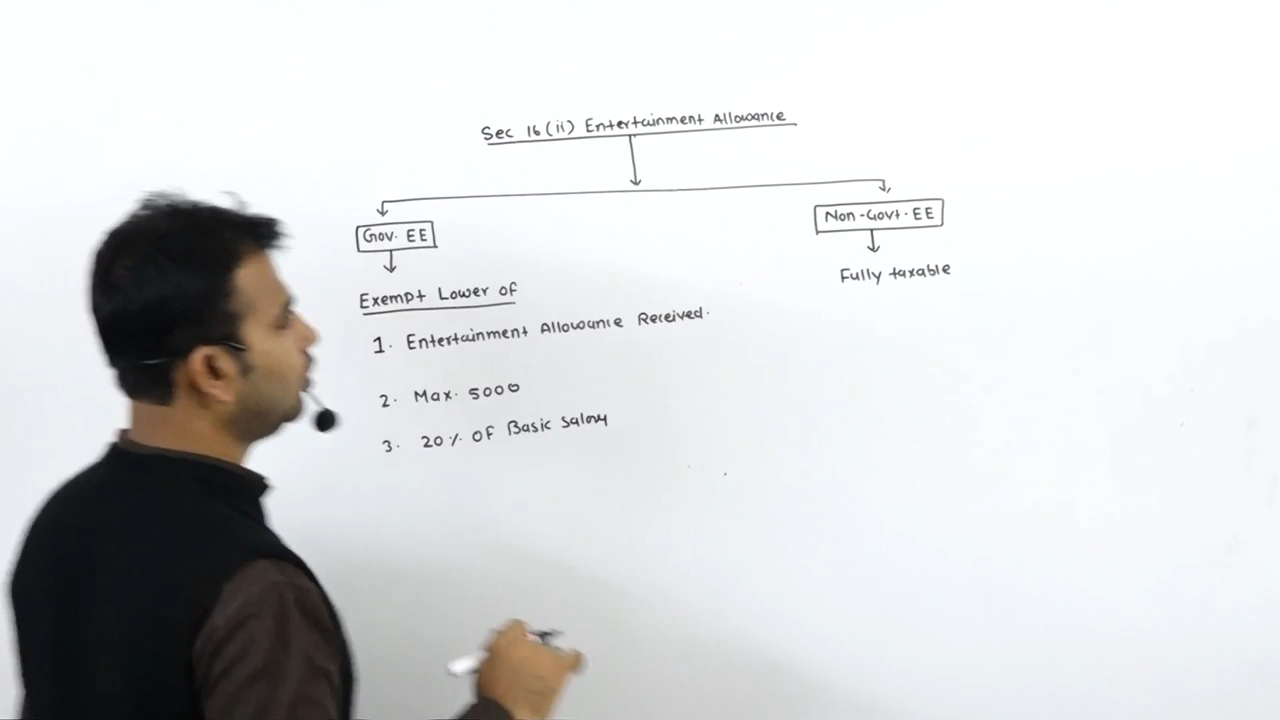 Sec 16(ii) Entertainment Allowance
Gov. EE
Non-Govt. EE
Fully taxable
Exempt Lower of
1. Entertainment Allowance Received.
2. Max. 5000
3. 20% OF Basic Salary